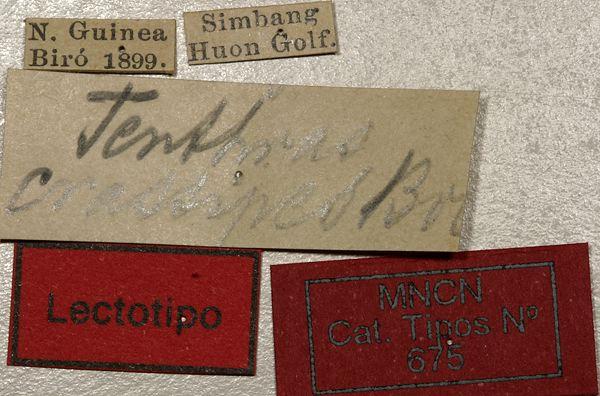 N. Guinea
Biró 1899.
Simbang
Huon Golf.
Tenthras
crassipes Br
Lectotipo
MNCN
Cat. Tipos Nº
675